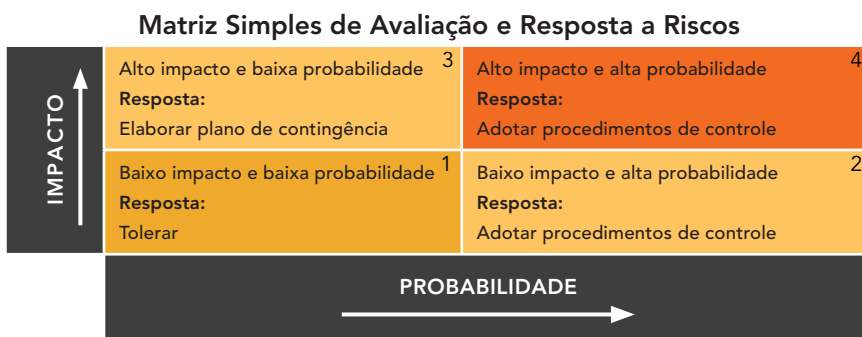 Matriz Simples de Avaliação e Resposta a Riscos
IMPACTO
Alto impacto e baixa probabilidade 3
Resposta:
Elaborar plano de contingência
Alto impacto e alta probabilidade 4
Resposta:
Adotar procedimentos de controle
Baixo impacto e baixa probabilidade 1
Resposta:
Tolerar
Baixo impacto e alta probabilidade 2
Resposta:
Adotar procedimentos de controle
PROBABILIDADE